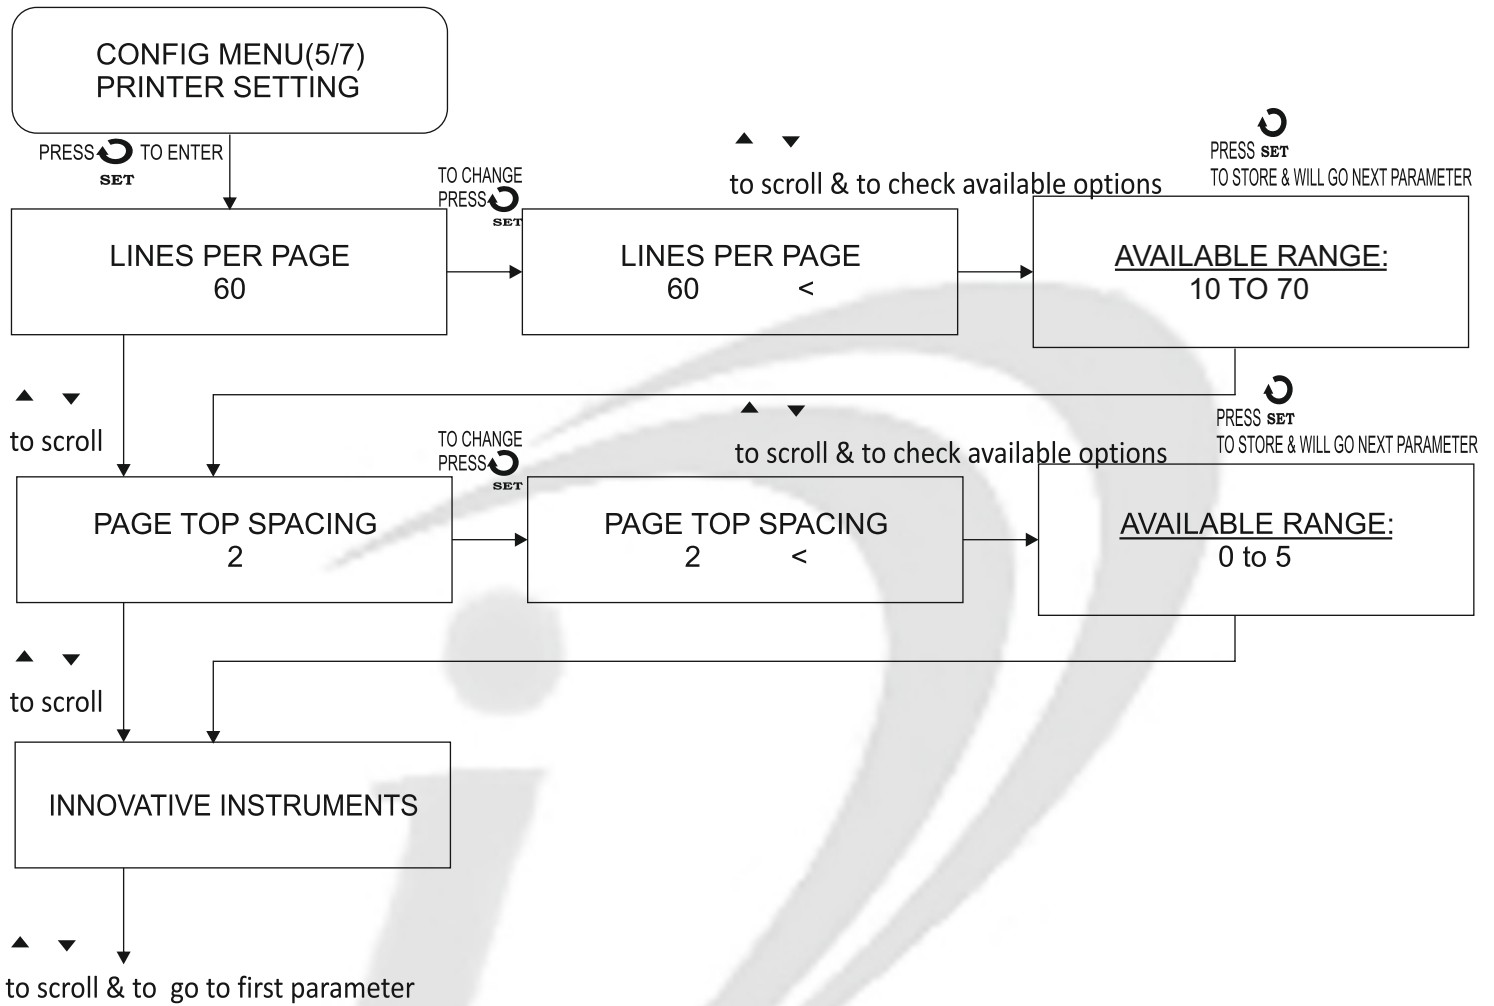 CONFIG MENU(5/7)
PRINTER SETTING
PRESS TO ENTER
SET
TO CHANGE
PRESS
SET
▲ ▼
to scroll & to check available options
PRESS SET
TO STORE & WILL GO NEXT PARAMETER
LINES PER PAGE
60
LINES PER PAGE
60 <
AVAILABLE RANGE:
10 TO 70
▲ ▼
to scroll
TO CHANGE
PRESS
SET
▲ ▼
to scroll & to check available options
PRESS SET
TO STORE & WILL GO NEXT PARAMETER
PAGE TOP SPACING
2
PAGE TOP SPACING
2 <
AVAILABLE RANGE:
0 to 5
▲ ▼
to scroll
INNOVATIVE INSTRUMENTS
▲ ▼
to scroll & to go to first parameter